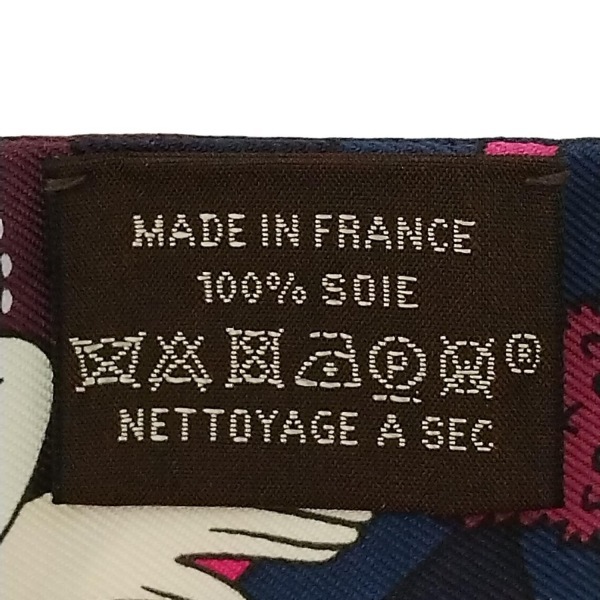 MADE IN FRANCE
100% SOIE
P ®
NETTOYAGE A SEC